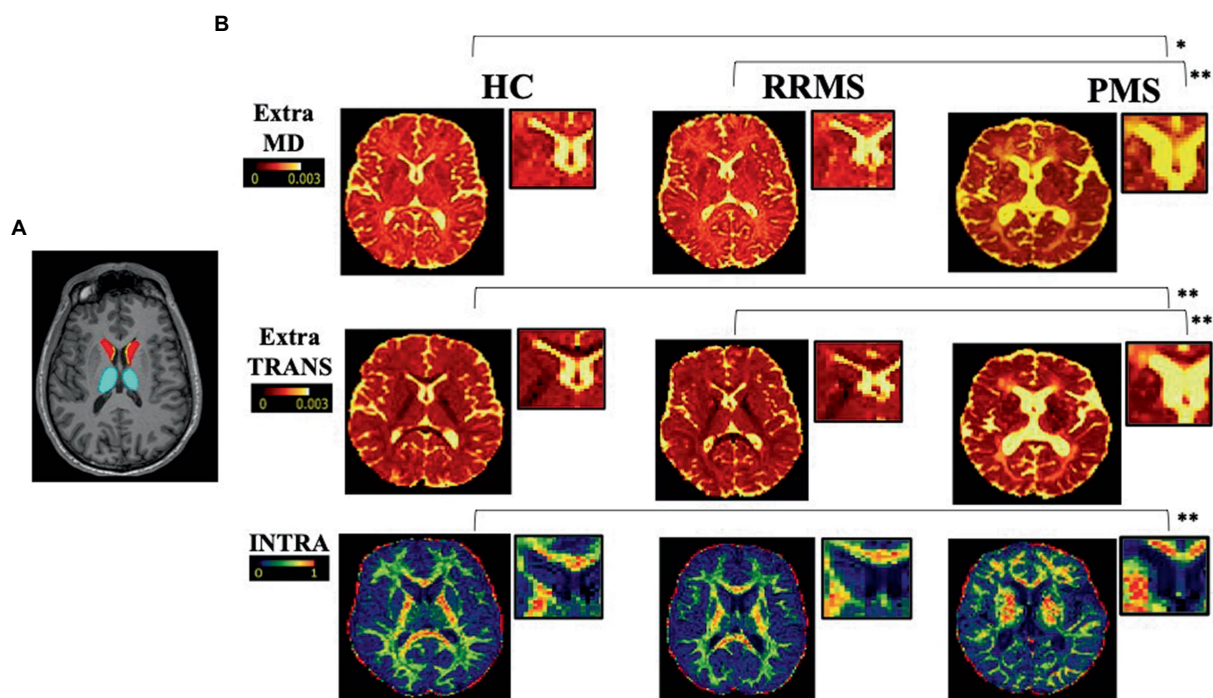 B
*
HC RRMS PMS **
Extra
MD
0 0.003
A
**
Extra
TRANS
**
0 0.003
INTRA
**
0 1